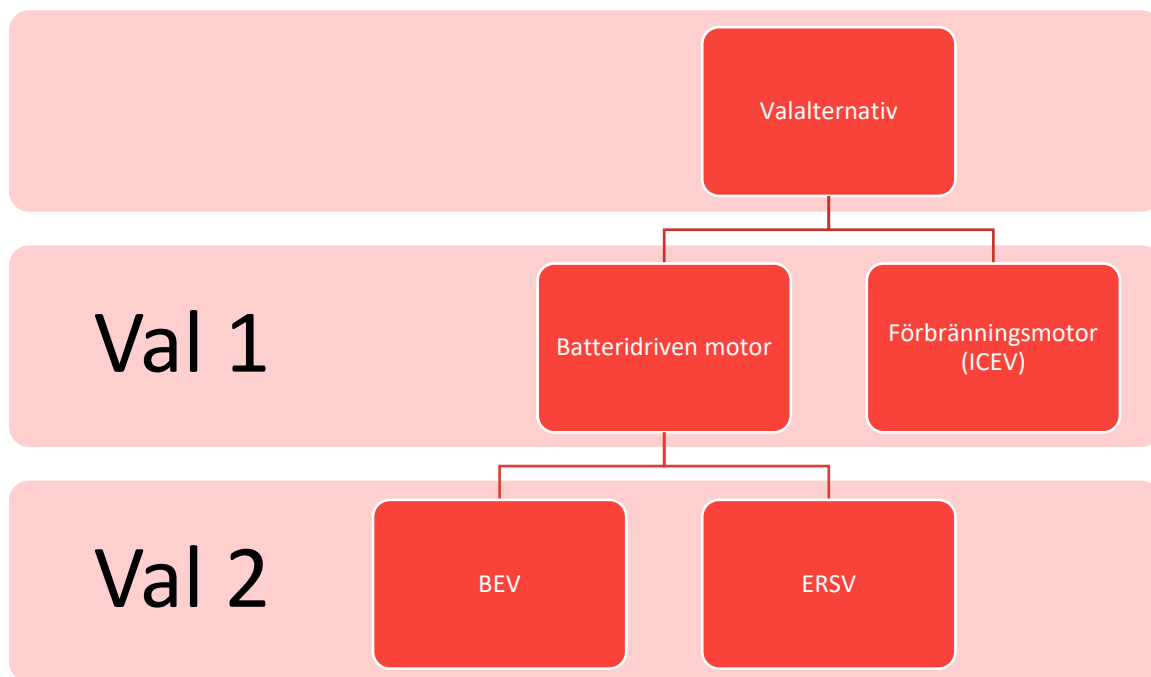 Valalternativ
Val 1
Batteridriven motor
Förbränningsmotor
(ICEV)
Val 2
BEV
ERSV